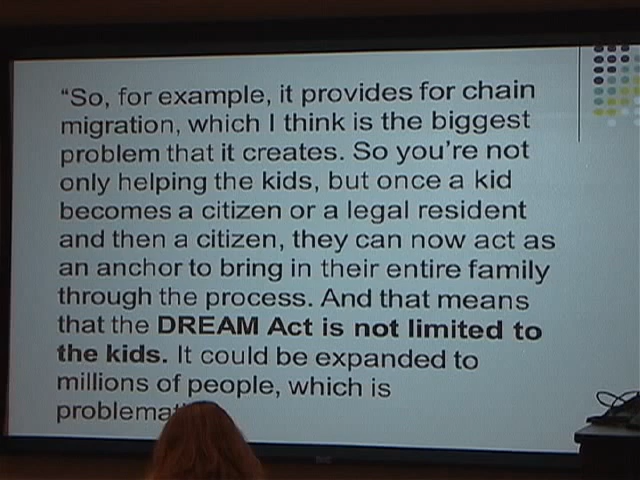 “So, for example, it provides for chain
migration, which I think is the biggest
problem that it creates. So you're not
only helping the kids, but once a kid
becomes a citizen or a legal resident
and then a citizen, they can now act as
an anchor to bring in their entire family
through the process. And that means
that the DREAM Act is not limited to
the kids. It could be expanded to
millions of people, which is